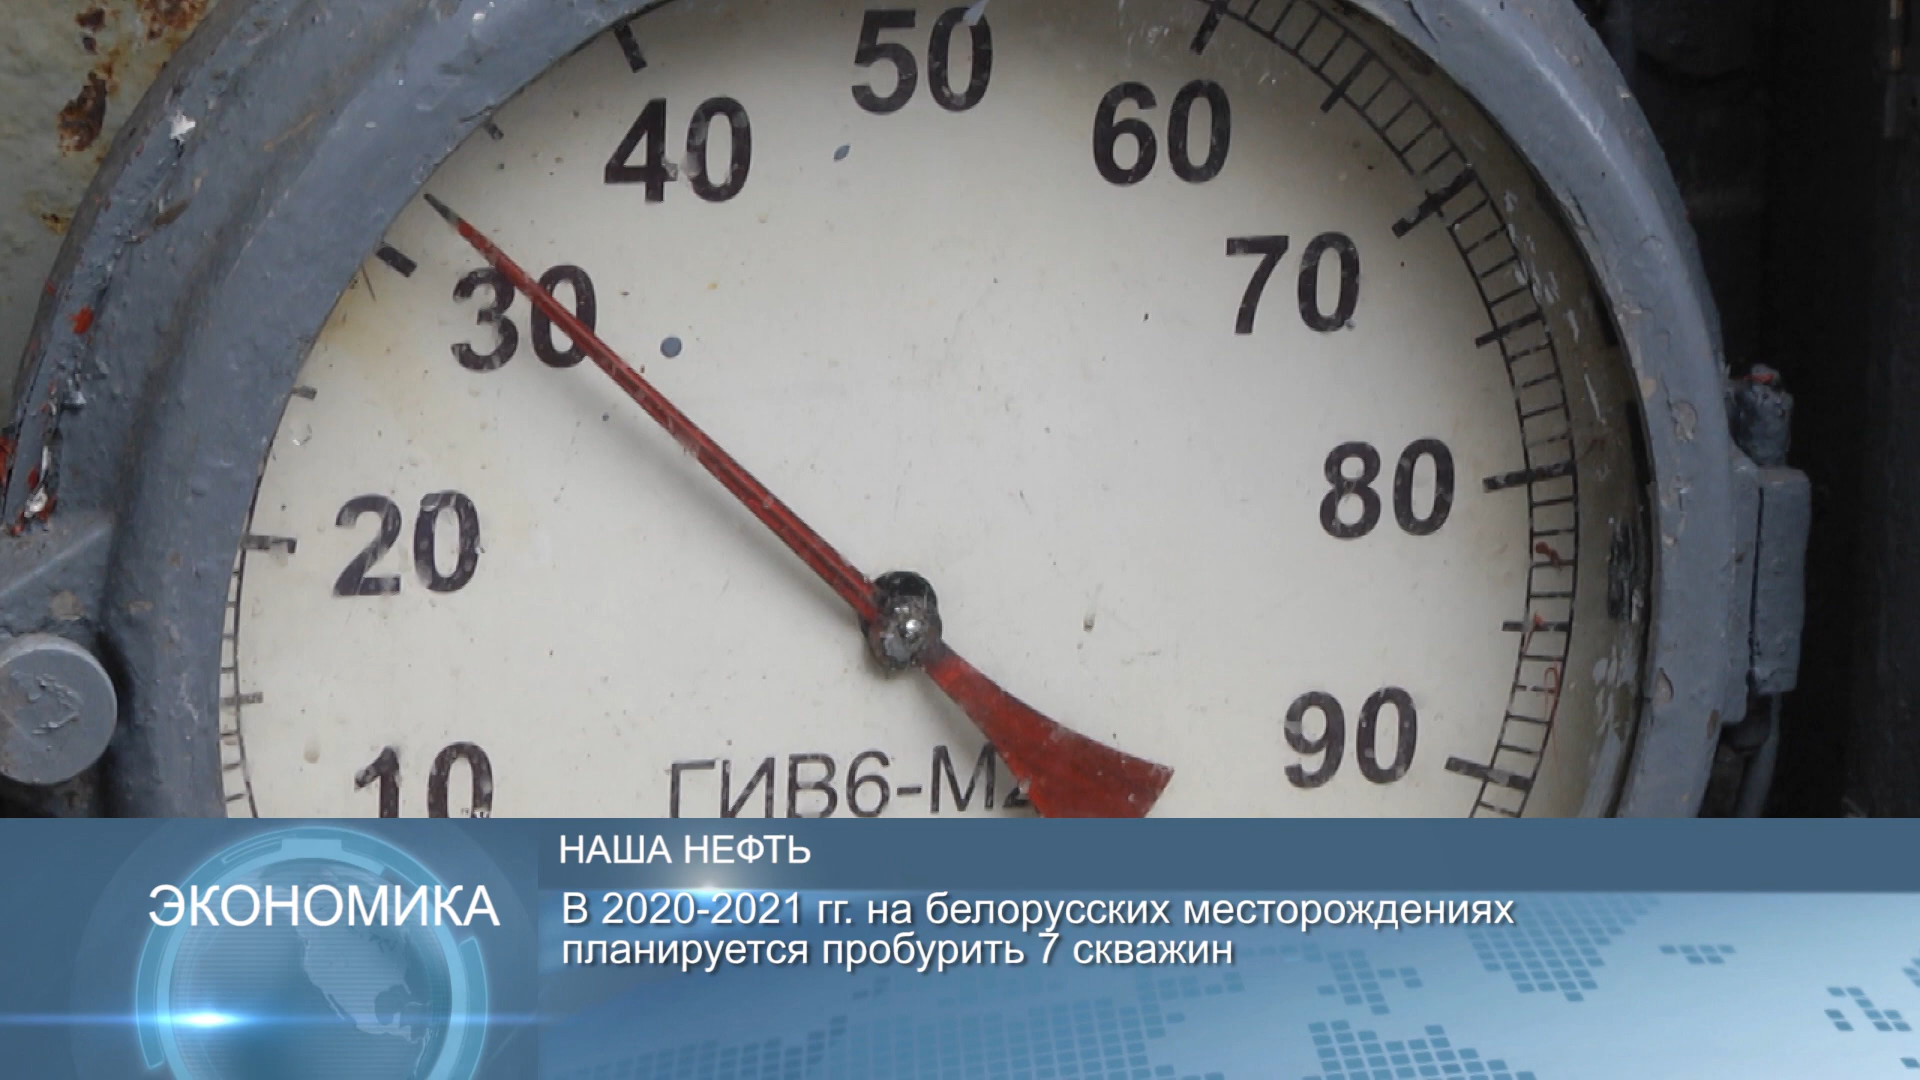 50
40
60
30
70
20
80
10
90
ГИВ6-М
НАША НЕФТЬ
ЭКОНОМИКА
В 2020-2021 гг. на белорусских месторождениях
планируется пробурить 7 скважин